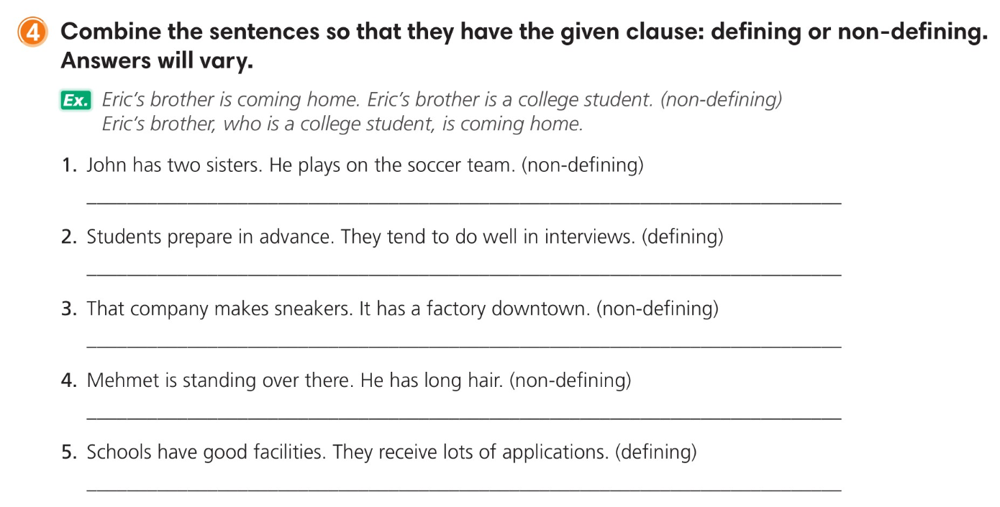 4 Combine the sentences so that they have the given clause: defining or non-defining.
Answers will vary.
Ex. Eric's brother is coming home. Eric's brother is a college student. (non-defining)
Eric's brother, who is a college student, is coming home.
1. John has two sisters. He plays on the soccer team. (non-defining)
2. Students prepare in advance. They tend to do well in interviews. (defining)
3. That company makes sneakers. It has a factory downtown. (non-defining)
4. Mehmet is standing over there. He has long hair. (non-defining)
5. Schools have good facilities. They receive lots of applications. (defining)